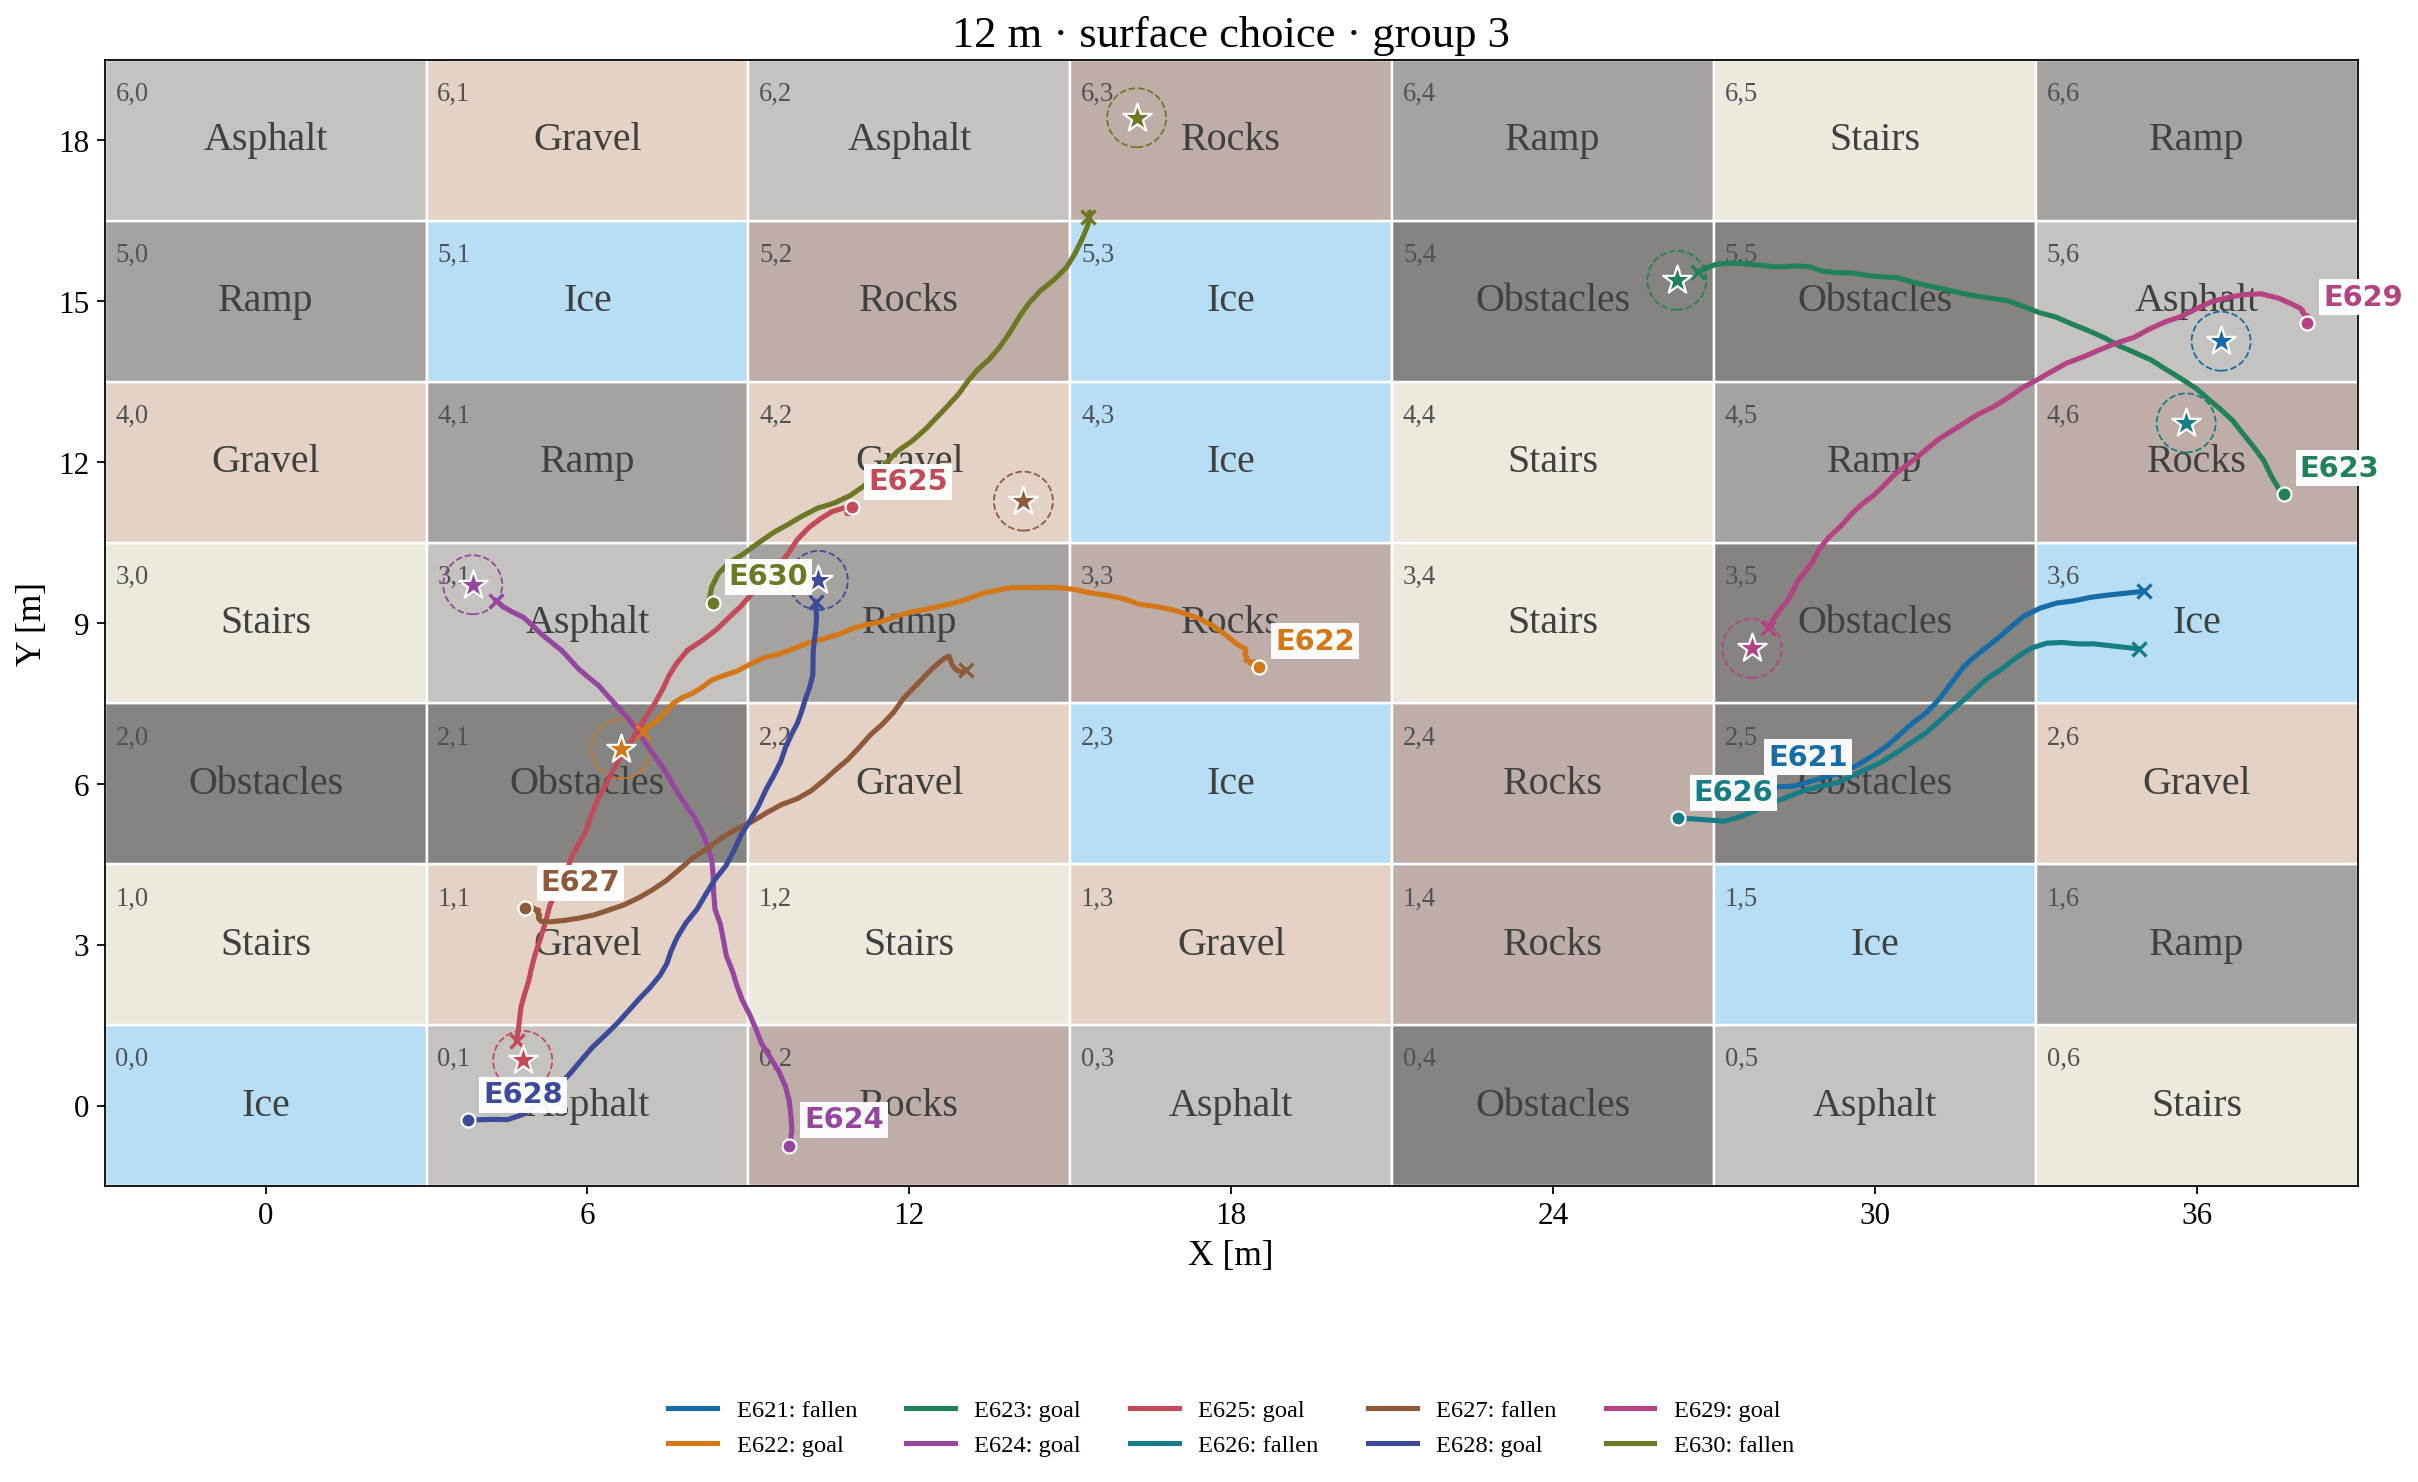 12 m · surface choice · group 3
6,0 6,1 6,2 6,3 6,4 6,5 6,6
18 Asphalt Gravel Asphalt Rocks Ramp Stairs Ramp
5,0 5,1 5,2 5,3 5,4 5,5 5,6
15 Ramp Ice Rocks Ice Obstacles Obstacles Asphalt E629
4,0 4,1 4,2 4,3 4,4 4,5 4,6
12 Gravel Ramp Gravel Ice Stairs Ramp Rocks E623
E625
3,0 3,1 E630 3,3 3,4 3,5 3,6
9 Stairs Asphalt Ramp Rocks Stairs Obstacles Ice
E622
2,0 2,1 2,2 2,3 2,4 2,5 2,6
E621
6 Obstacles Obstacles Gravel Ice Rocks Obstacles Gravel
E626
E627
1,0 1,1 1,2 1,3 1,4 1,5 1,6
3 Stairs Gravel Stairs Gravel Rocks Ice Ramp
0,0 0,1 0,2 0,3 0,4 0,5 0,6
E628
0 Ice Asphalt Rocks Asphalt Obstacles Asphalt Stairs
E624
0 6 12 18 24 30 36
X [m]
Y [m]
E621: fallen E623: goal E625: goal E627: fallen E629: goal
E622: goal E624: goal E626: fallen E628: goal E630: fallen